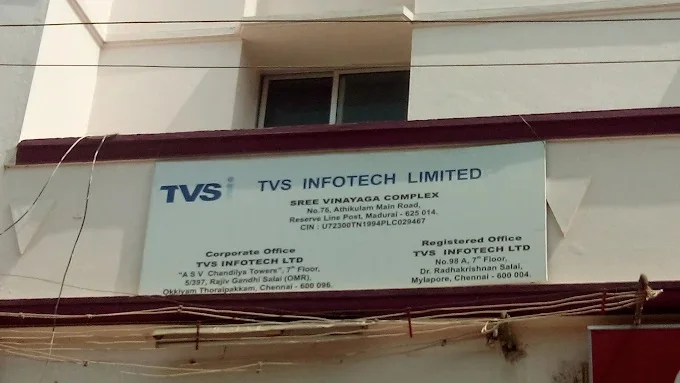 TVS TVS INFOTECH LIMITED
SREE VINAYAGA COMPLEX
No.76, Athikulam Main Road,
Reserve Line Post, Madurai - 625 014.
CIN : U72300TN1994PLC029467
Corporate Office
TVS INFOTECH LTD
"A S V Chandilya Towers", 7th Floor,
5/397, Rajiv Gandhi Salai (OMR),
Okkiyam Thoraipakkam, Chennai - 600 096.
Registered Office
TVS INFOTECH LTD
No.98 A, 7th Floor,
Dr. Radhakrishnan Salai,
Mylapore, Chennai - 600 004.